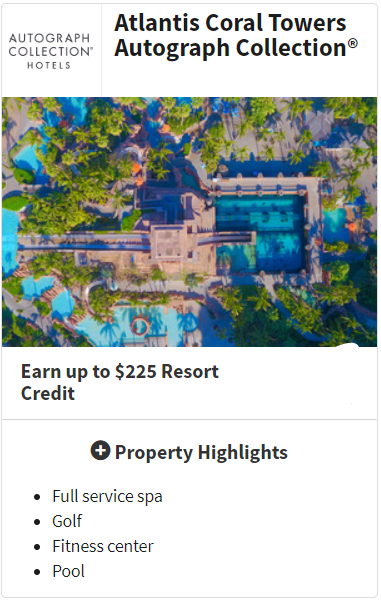 AUTOGRAPH
COLLECTION®
HOTELS
Atlantis Coral Towers
Autograph Collection®
Earn up to $225 Resort
Credit
Property Highlights
Full service spa
Golf
Fitness center
Pool